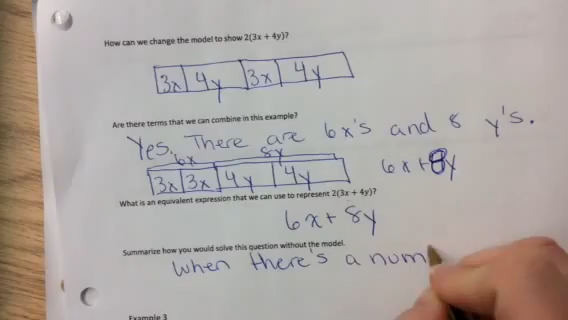 How can we change the model to show 2(3x + 4y)?
3x 4y 3x 4y
Are there terms that we can combine in this example?
Yes. There are 6x's and 8 y's.
6x 8y
3x 3x 4y 4y 6x+8y
What is an equivalent expression that we can use to represent 2(3x + 4y)?
6x+ 8y
Summarize how you would solve this question without the model.
When there's a num
Example 3